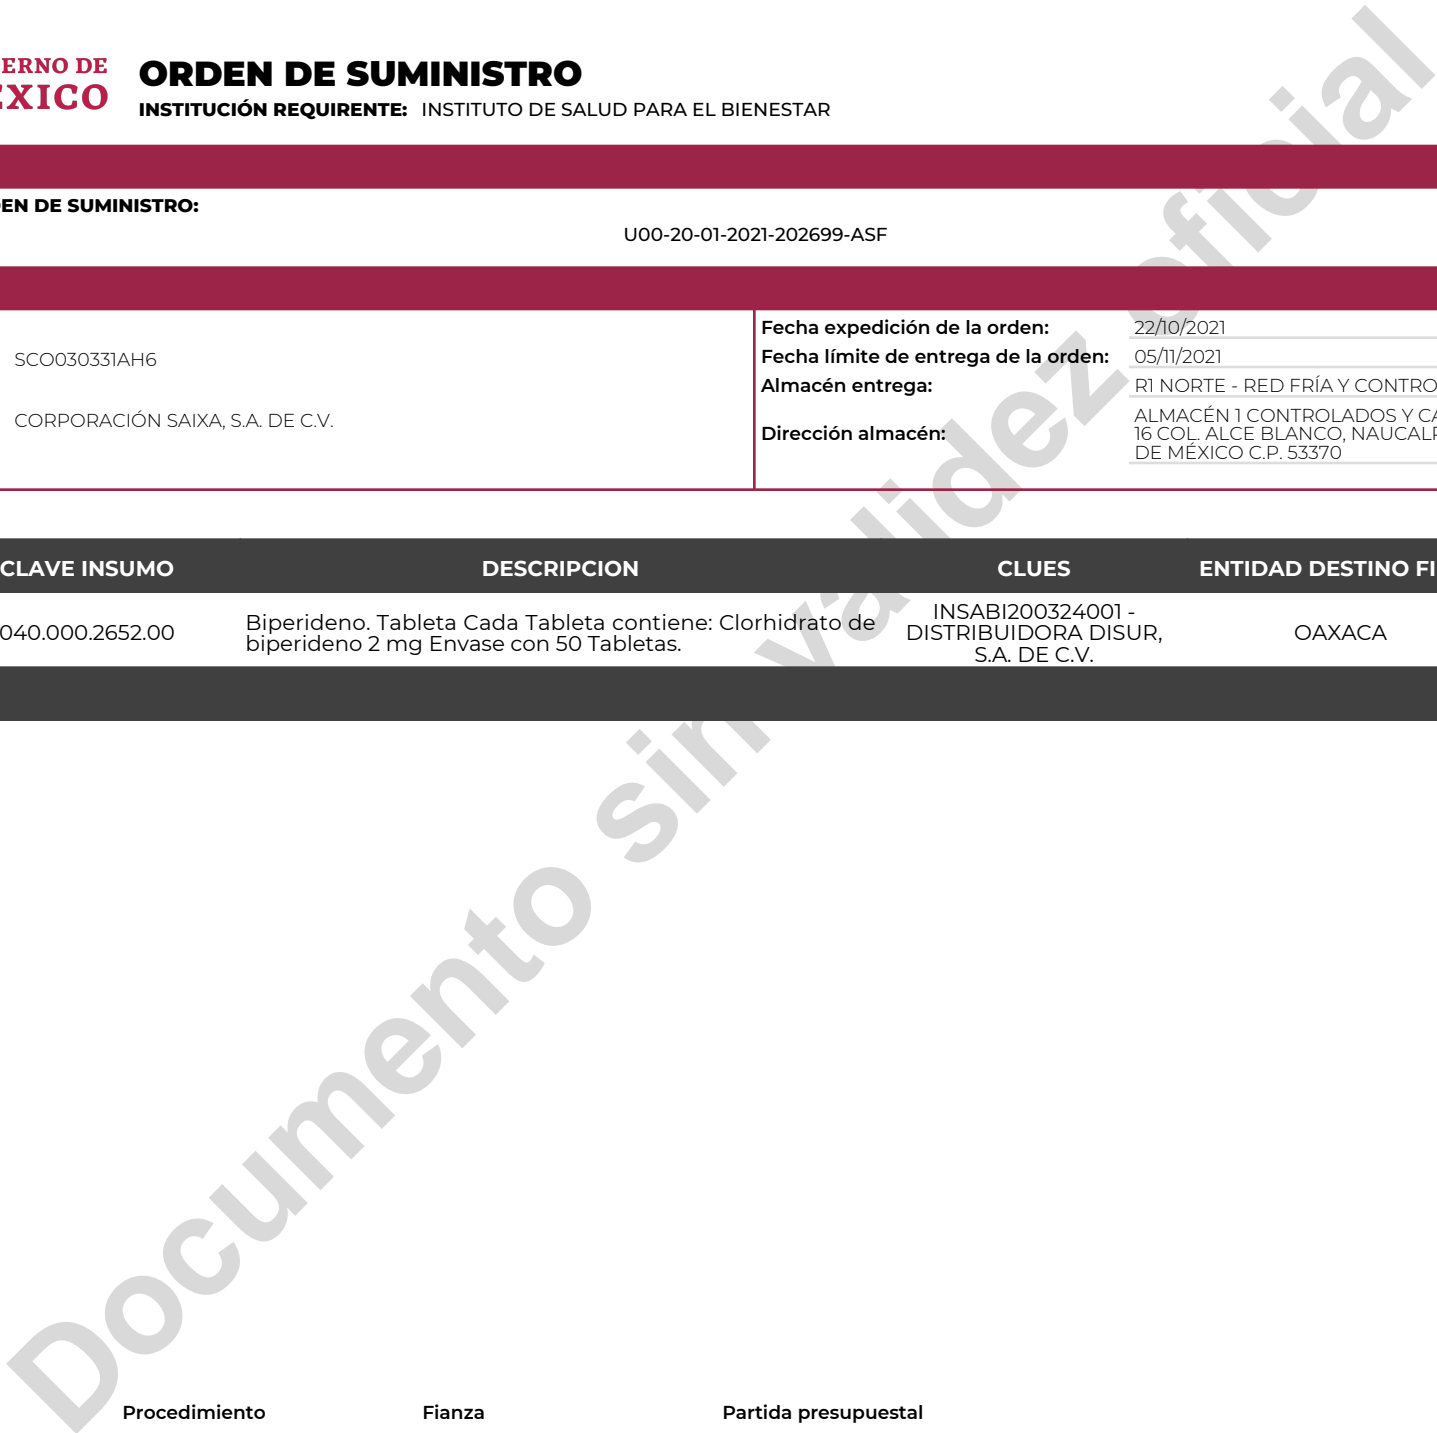 ERNO DE
ÉXICO
ORDEN DE SUMINISTRO
INSTITUCIÓN REQUIRENTE: INSTITUTO DE SALUD PARA EL BIENESTAR
EN DE SUMINISTRO:
U00-20-01-2021-202699-ASF
SCO030331AH6
CORPORACIÓN SAIXA, S.A. DE C.V.
Fecha expedición de la orden: 22/10/2021
Fecha límite de entrega de la orden: 05/11/2021
Almacén entrega: R1 NORTE - RED FRÍA Y CONTRO
Dirección almacén: ALMACÉN 1 CONTROLADOS Y CA
16 COL. ALCE BLANCO, NAUCALP
DE MÉXICO C.P. 53370
CLAVE INSUMO DESCRIPCION CLUES ENTIDAD DESTINO FI
040.000.2652.00
Biperideno. Tableta Cada Tableta contiene: Clorhidrato de
biperideno 2 mg Envase con 50 Tabletas.
INSABI200324001 -
DISTRIBUIDORA DISUR,
S.A. DE C.V.
OAXACA
Documento sin validez oficial
Procedimiento Fianza Partida presupuestal